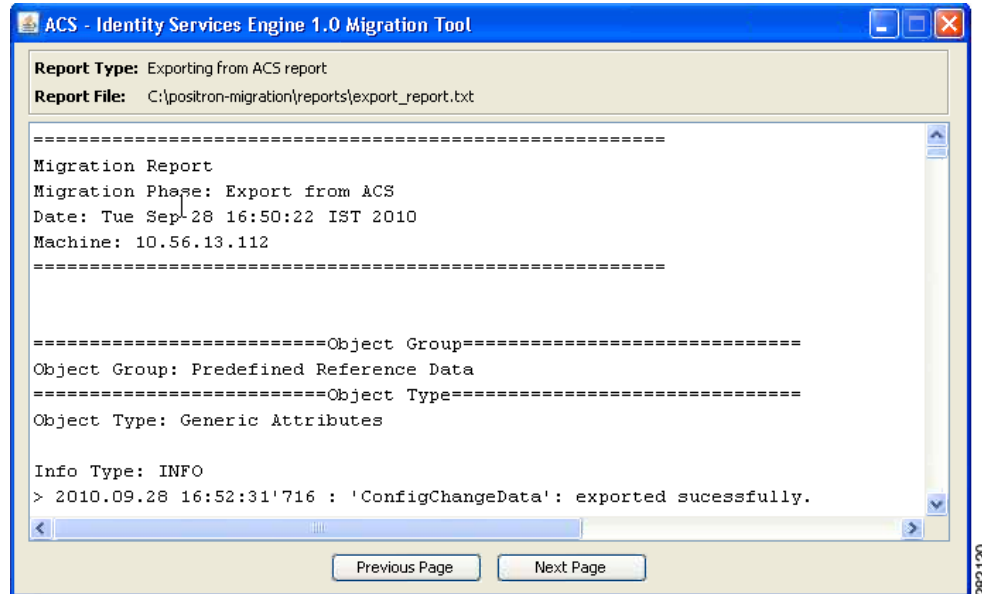 ACS - Identity Services Engine 1.0 Migration Tool
Report Type: Exporting from ACS report
Report File: C:\positron-migration\reports\export_report.txt
========================================================
Migration Report
Migration Phase: Export from ACS
Date: Tue Sep 28 16:50:22 IST 2010
Machine: 10.56.13.112
========================================================
==========================Object Group==============================
Object Group: Predefined Reference Data
==========================Object Type===============================
Object Type: Generic Attributes
Info Type: INFO
> 2010.09.28 16:52:31'716 : 'ConfigChangeData': exported sucessfully.
Previous Page Next Page